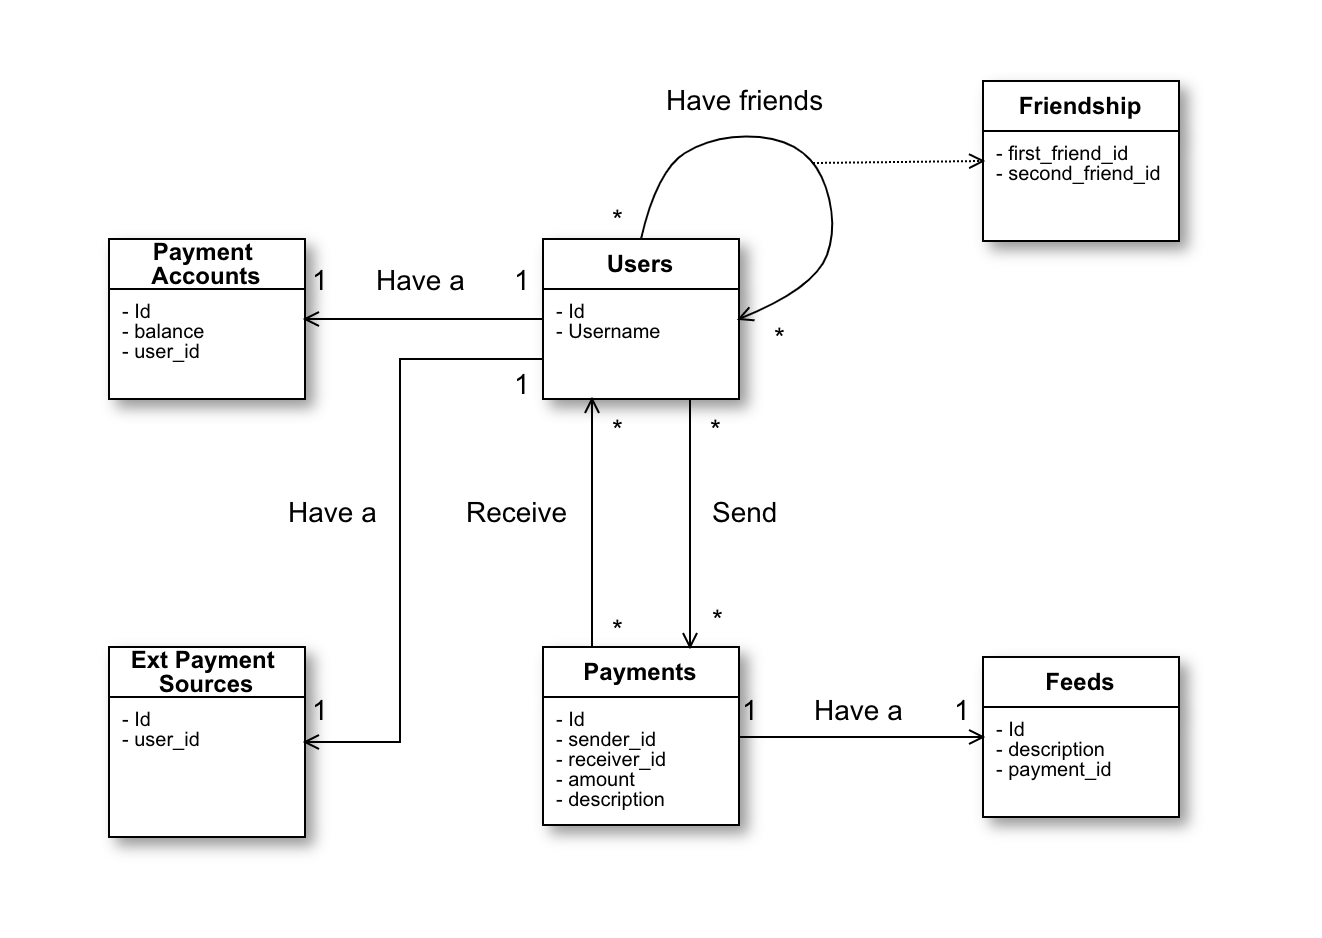 Have friends
Friendship
- first_friend_id
- second_friend_id
*
Payment
Accounts
- Id
- balance
- user_id
1
Have a
1
Users
- Id
- Username
*
1
*
*
Have a
Receive
Send
*
*
Ext Payment
Sources
- Id
- user_id
1
Payments
- Id
- sender_id
- receiver_id
- amount
- description
1
Have a
1
Feeds
- Id
- description
- payment_id